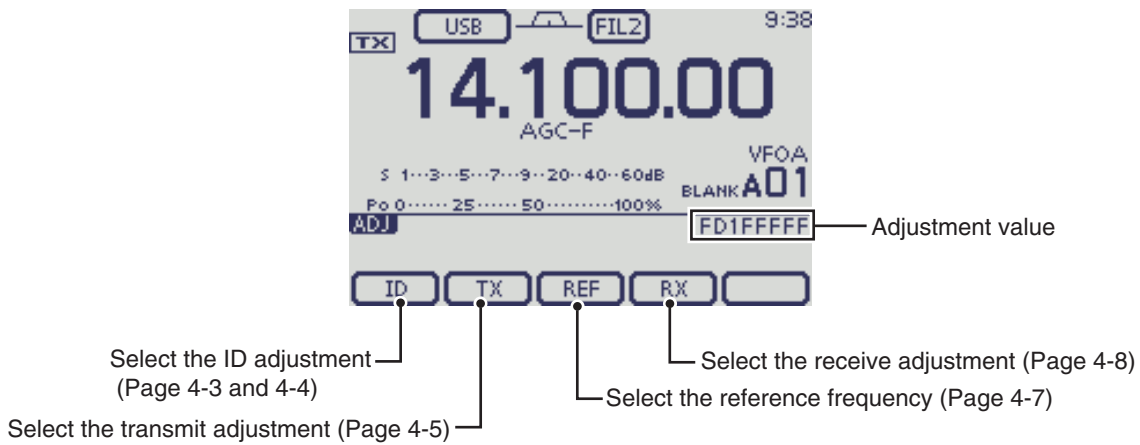 USB FIL2 9:38
TX
14.100.00
AGC-F
VFOA
S 1···3···5···7···9··20··40··60dB
BLANK A01
Po 0······25······50·········100%
ADJ FD1FFFFF Adjustment value
ID TX REF RX
Select the ID adjustment
(Page 4-3 and 4-4)
Select the receive adjustment (Page 4-8)
Select the reference frequency (Page 4-7)
Select the transmit adjustment (Page 4-5)